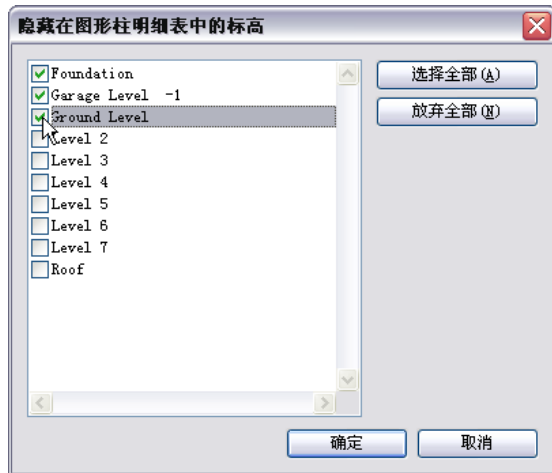 隐藏在图形柱明细表中的标高
Foundation
Garage Level -1
Ground Level
Level 2
Level 3
Level 4
Level 5
Level 6
Level 7
Roof
选择全部(A)
放弃全部(N)
确定
取消